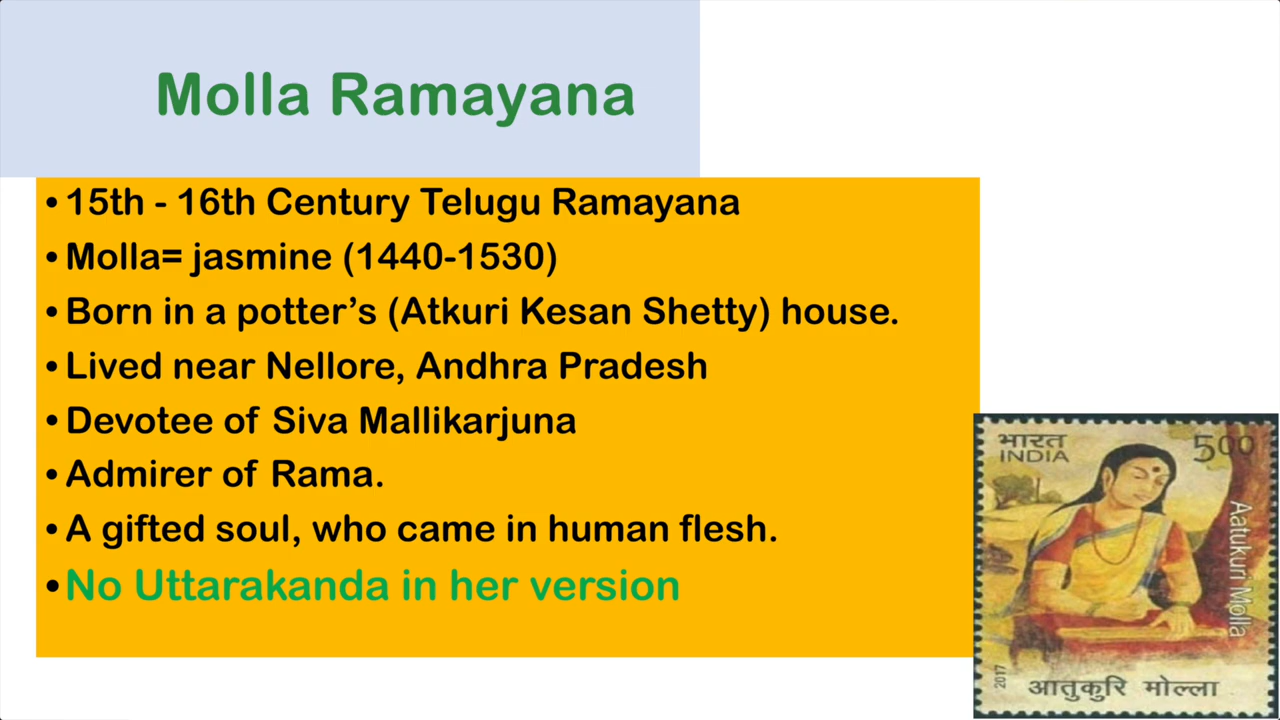 Molla Ramayana
• 15th - 16th Century Telugu Ramayana
• Molla= jasmine (1440-1530)
• Born in a potter’s (Atkuri Kesan Shetty) house.
• Lived near Nellore, Andhra Pradesh
• Devotee of Siva Mallikarjuna
• Admirer of Rama.
• A gifted soul, who came in human flesh.
• No Uttarakanda in her version
भारत 5.00
INDIA
Aatukuri Molla
2017
आतुकुरि मोल्ला